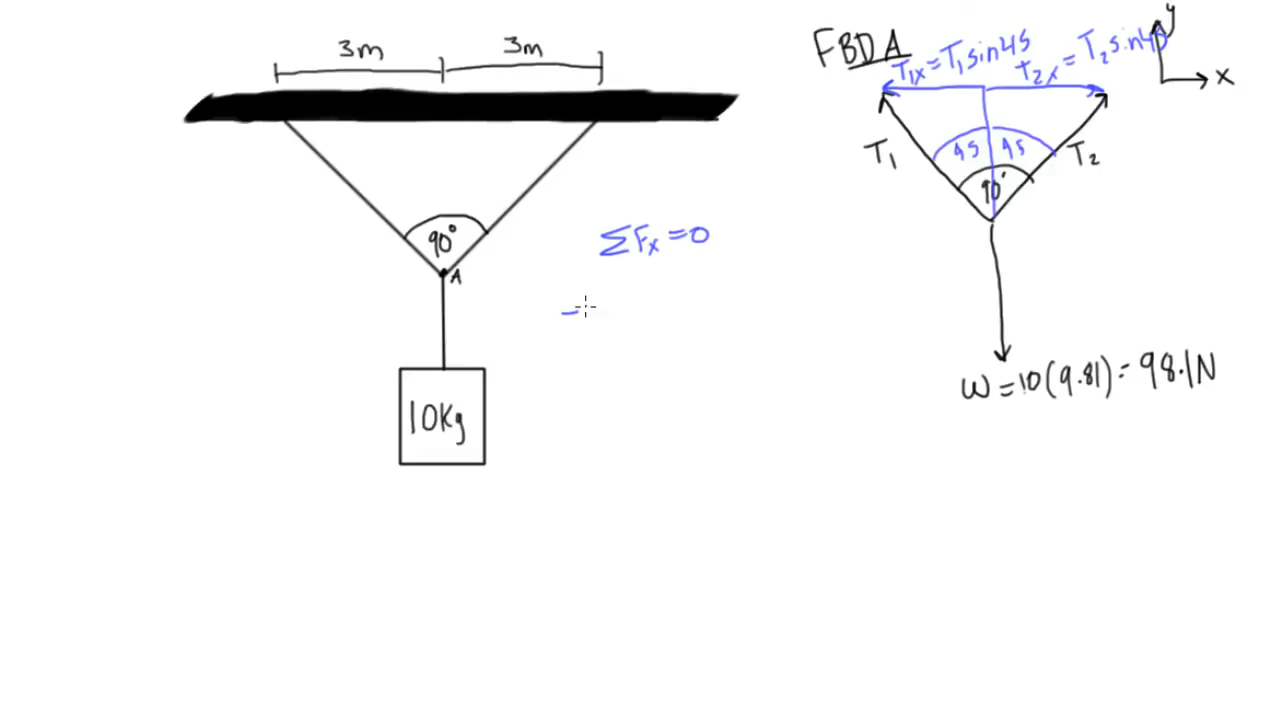 3m
3m
90°
A
10Kg
ΣFx = 0
-
FBD A
T1x = T1 sin45
T2x = T2 sin45
y
x
T1
45
45
T2
90°
W = 10(9.81) = 98.1N